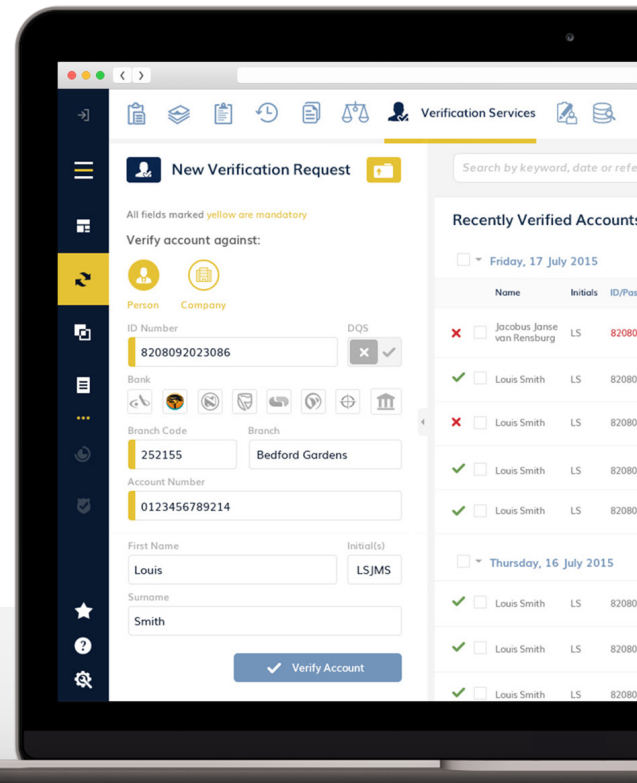 Verification Services
New Verification Request
Search by keyword, date or refe
All fields marked yellow are mandatory
Verify account against:
Person
Company
ID Number
DQS
8208092023086
Bank
Branch Code
Branch
252155
Bedford Gardens
Account Number
0123456789214
First Name
Initial(s)
Louis
LSJMS
Surname
Smith
Verify Account
Recently Verified Accounts
Friday, 17 July 2015
Name Initials ID/Pas
Jacobus Janse
van Rensburg LS 82080
Louis Smith LS 82080
Louis Smith LS 82080
Louis Smith LS 82080
Louis Smith LS 82080
Thursday, 16 July 2015
Louis Smith LS 82080
Louis Smith LS 82080
Louis Smith LS 82080